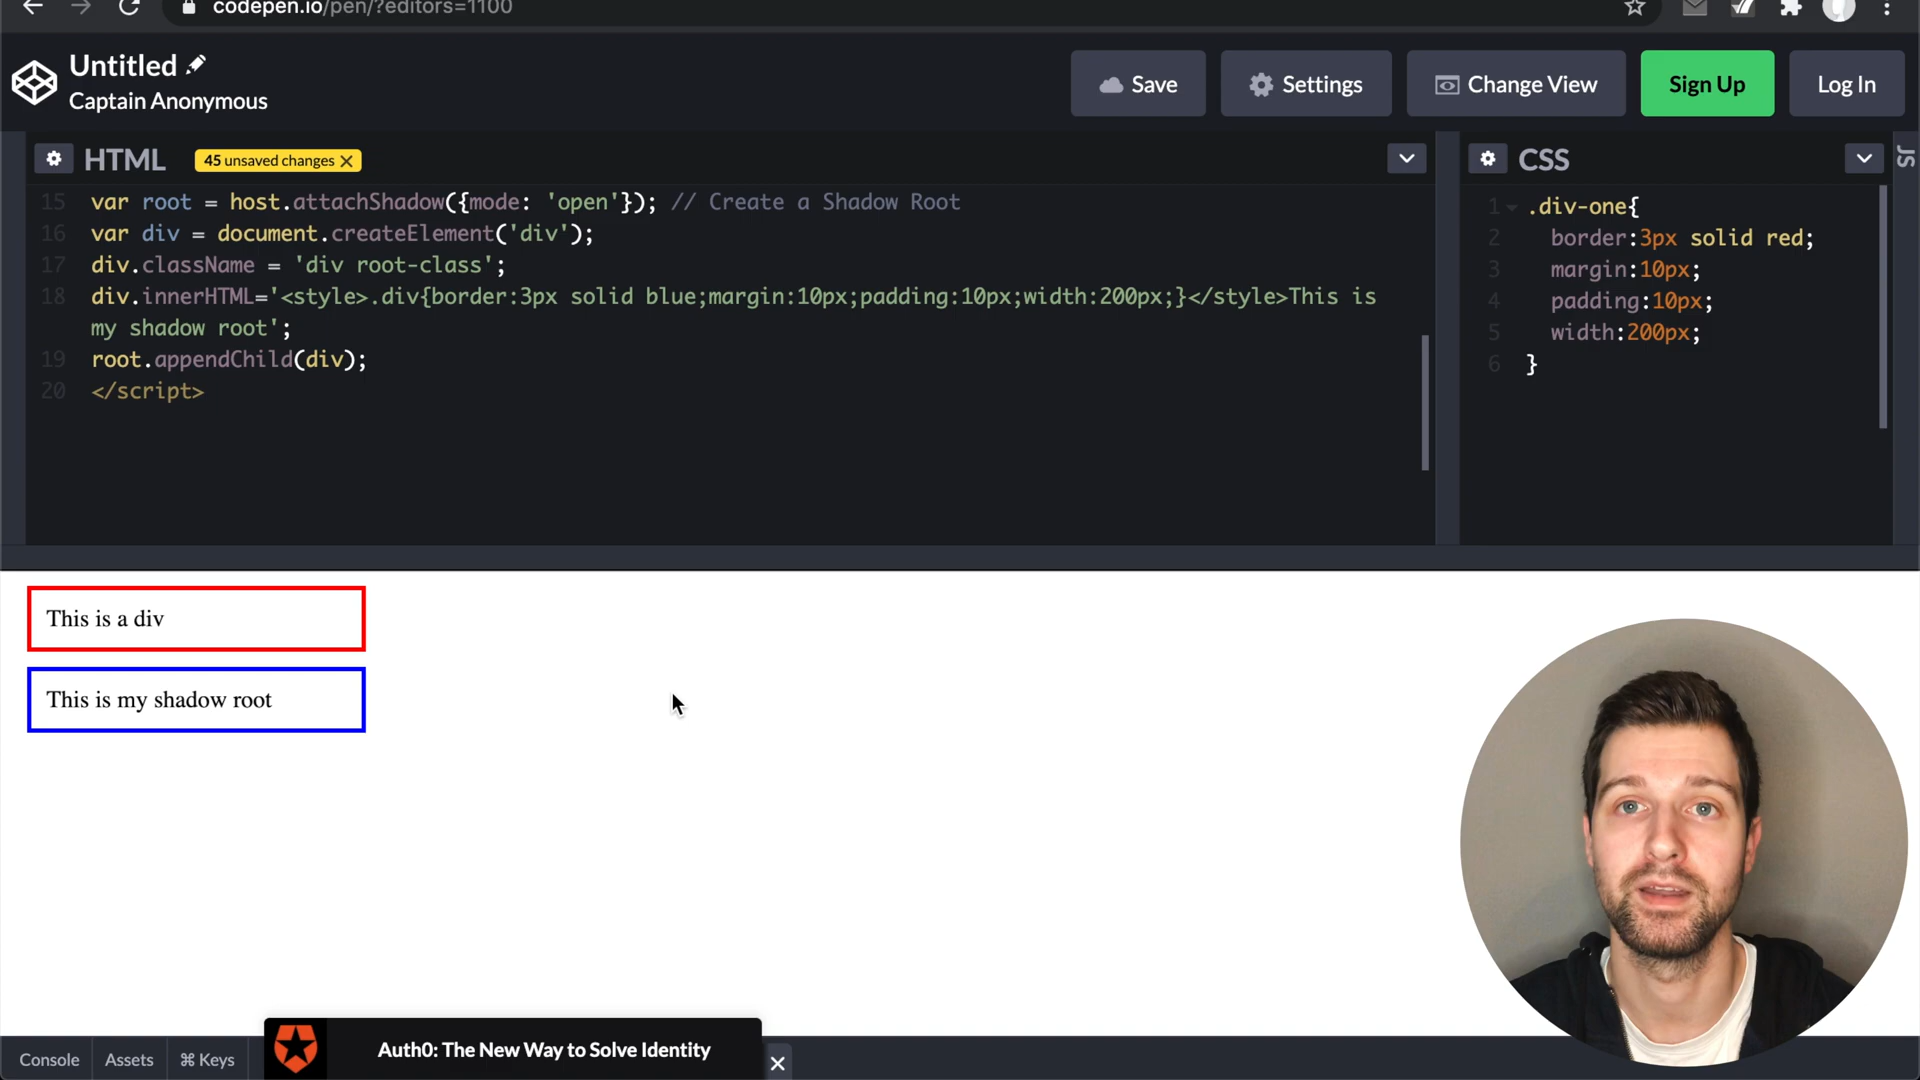 codepen.io/pen/?editors=1100
Untitled
Captain Anonymous
Save
Settings
Change View
Sign Up
Log In
HTML
45 unsaved changes
CSS
JS
15 var root = host.attachShadow({mode: 'open'}); // Create a Shadow Root
16 var div = document.createElement('div');
17 div.className = 'div root-class';
18 div.innerHTML='<style>.div{border:3px solid blue;margin:10px;padding:10px;width:200px;}</style>This is
my shadow root';
19 root.appendChild(div);
20 </script>
1 .div-one{
2 border:3px solid red;
3 margin:10px;
4 padding:10px;
5 width:200px;
6 }
This is a div
This is my shadow root
Console
Assets
⌘ Keys
Auth0: The New Way to Solve Identity